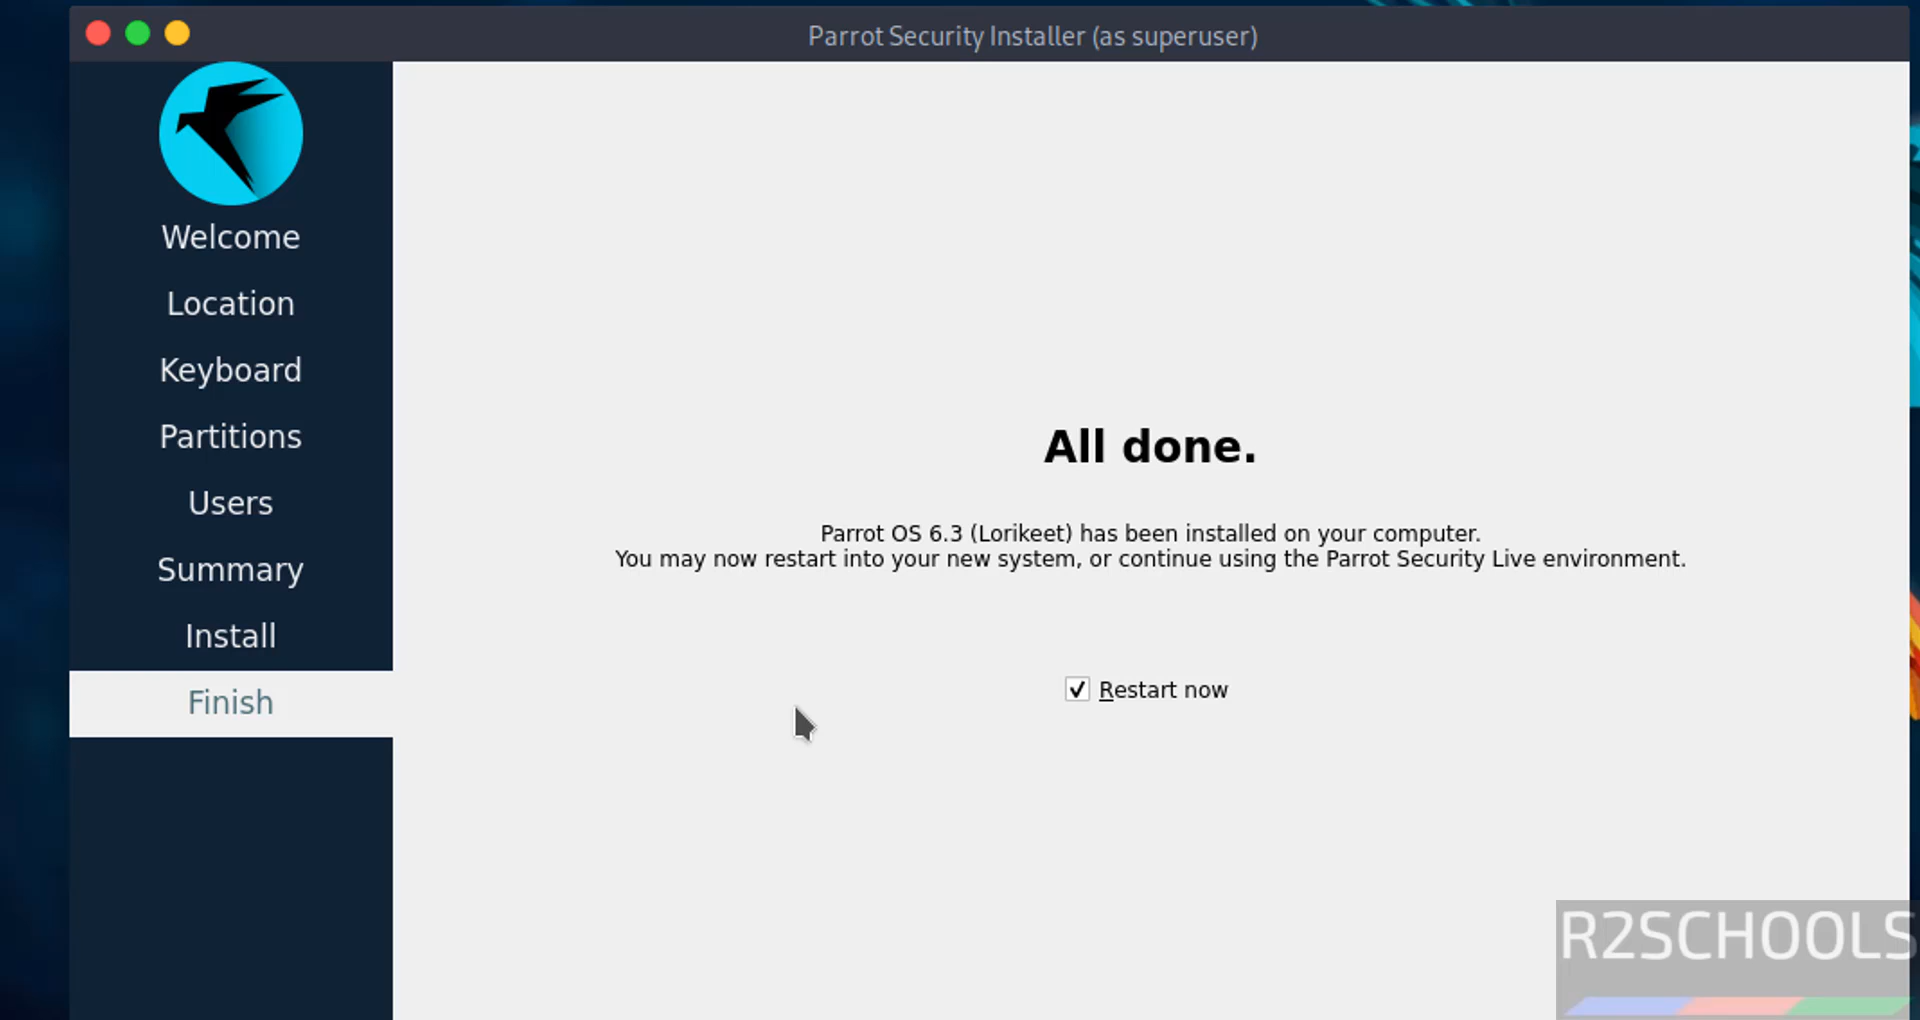 Parrot Security Installer (as superuser)
Welcome
Location
Keyboard
Partitions
Users
Summary
Install
Finish
All done.
Parrot OS 6.3 (Lorikeet) has been installed on your computer.
You may now restart into your new system, or continue using the Parrot Security Live environment.
Restart now
R2SCHOOLS